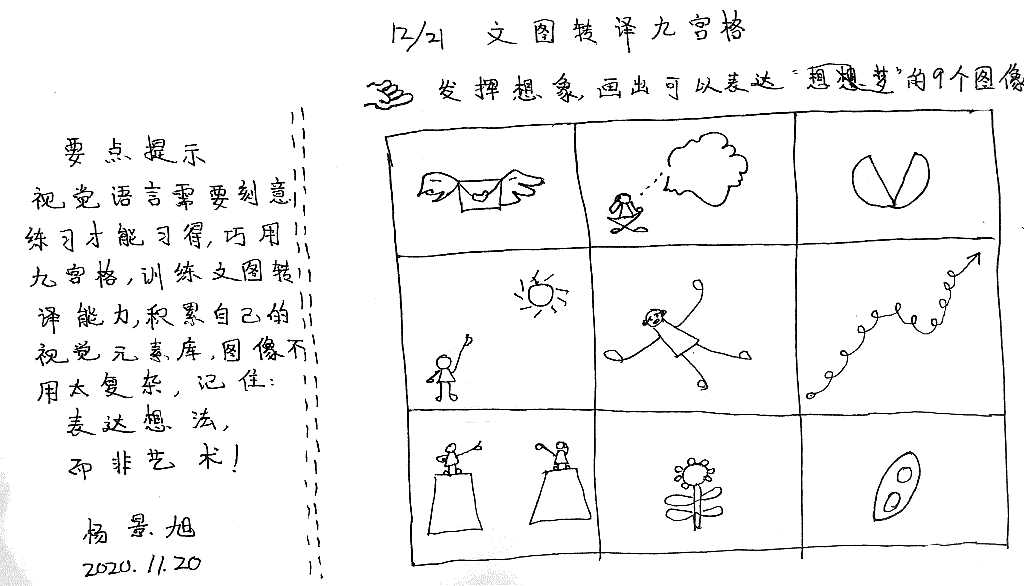 12/21 文图转译九宫格
发挥想象,画出可以表达"想想梦"的9个图像
要点提示
视觉语言需要刻意
练习才能习得,巧用
九宫格,训练文图转
译能力,积累自己的
视觉元素库,图像不
用太复杂,记住:
表达想法,
而非艺术!
杨景旭
2020.11.20